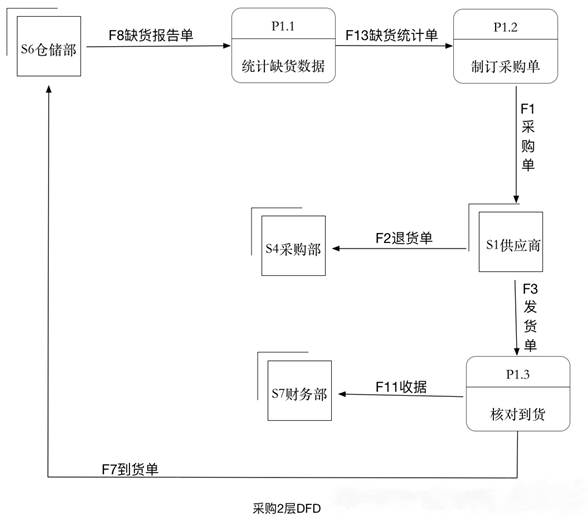 S6仓储部
F8缺货报告单
P1.1
统计缺货数据
F13缺货统计单
P1.2
制订采购单
F1
采
购
单
S4采购部
F2退货单
S1供应商
F3
发
货
单
S7财务部
F11收据
P1.3
核对到货
F7到货单
采购2层DFD